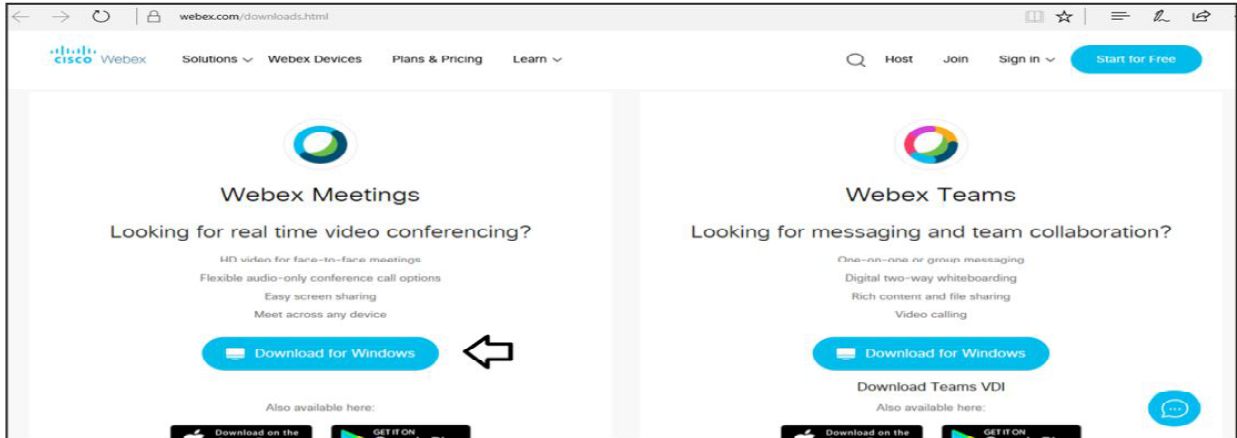 webex.com/downloads.html
CISCO Webex Solutions Webex Devices Plans & Pricing Learn Host Join Sign in Start for Free
Webex Meetings
Looking for real time video conferencing?
HD video for face-to-face meetings
Flexible audio-only conference call options
Easy screen sharing
Meet across any device
Download for Windows
Also available here:
Download on the
GET IT ON
Webex Teams
Looking for messaging and team collaboration?
One-on-one or group messaging
Digital two-way whiteboarding
Rich content and file sharing
Video calling
Download for Windows
Download Teams VDI
Also available here:
Download on the
GET IT ON